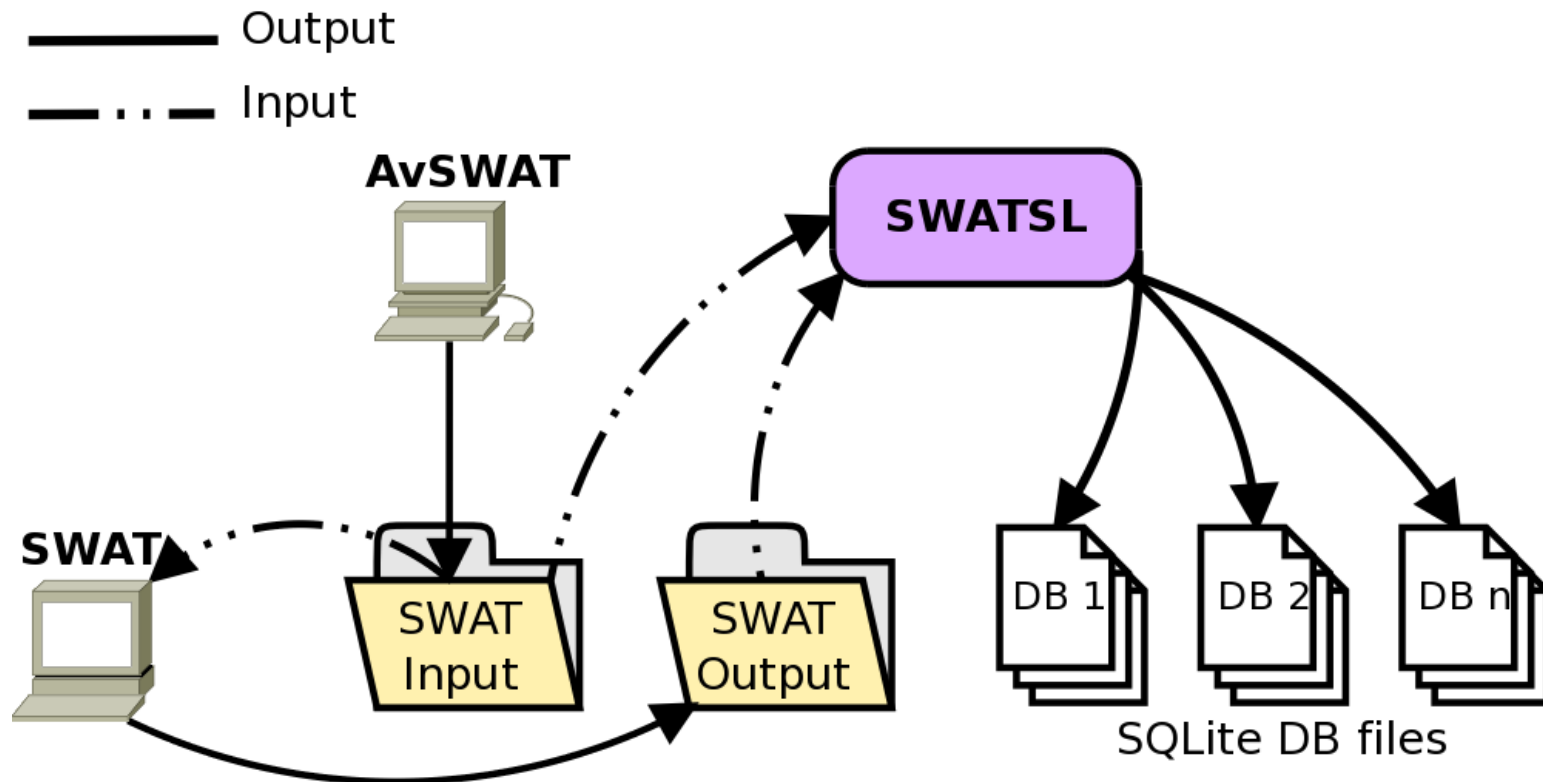 Output
Input
AvSWAT
SWATSL
SWAT
SWAT
Input
SWAT
Output
DB 1
DB 2
DB n
SQLite DB files